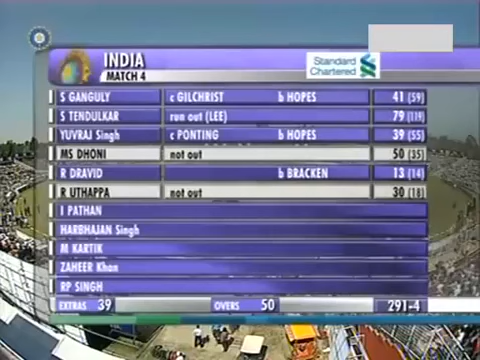 INDIA
MATCH 4
Standard
Chartered
S GANGULY c GILCHRIST b HOPES 41 (59)
S TENDULKAR run out (LEE) 79 (119)
YUVRAJ Singh c PONTING b HOPES 39 (55)
MS DHONI not out 50 (35)
R DRAVID b BRACKEN 13 (14)
R UTHAPPA not out 30 (18)
I PATHAN
HARBHAJAN Singh
M KARTIK
ZAHEER Khan
RP SINGH
EXTRAS 39 OVERS 50 291-4